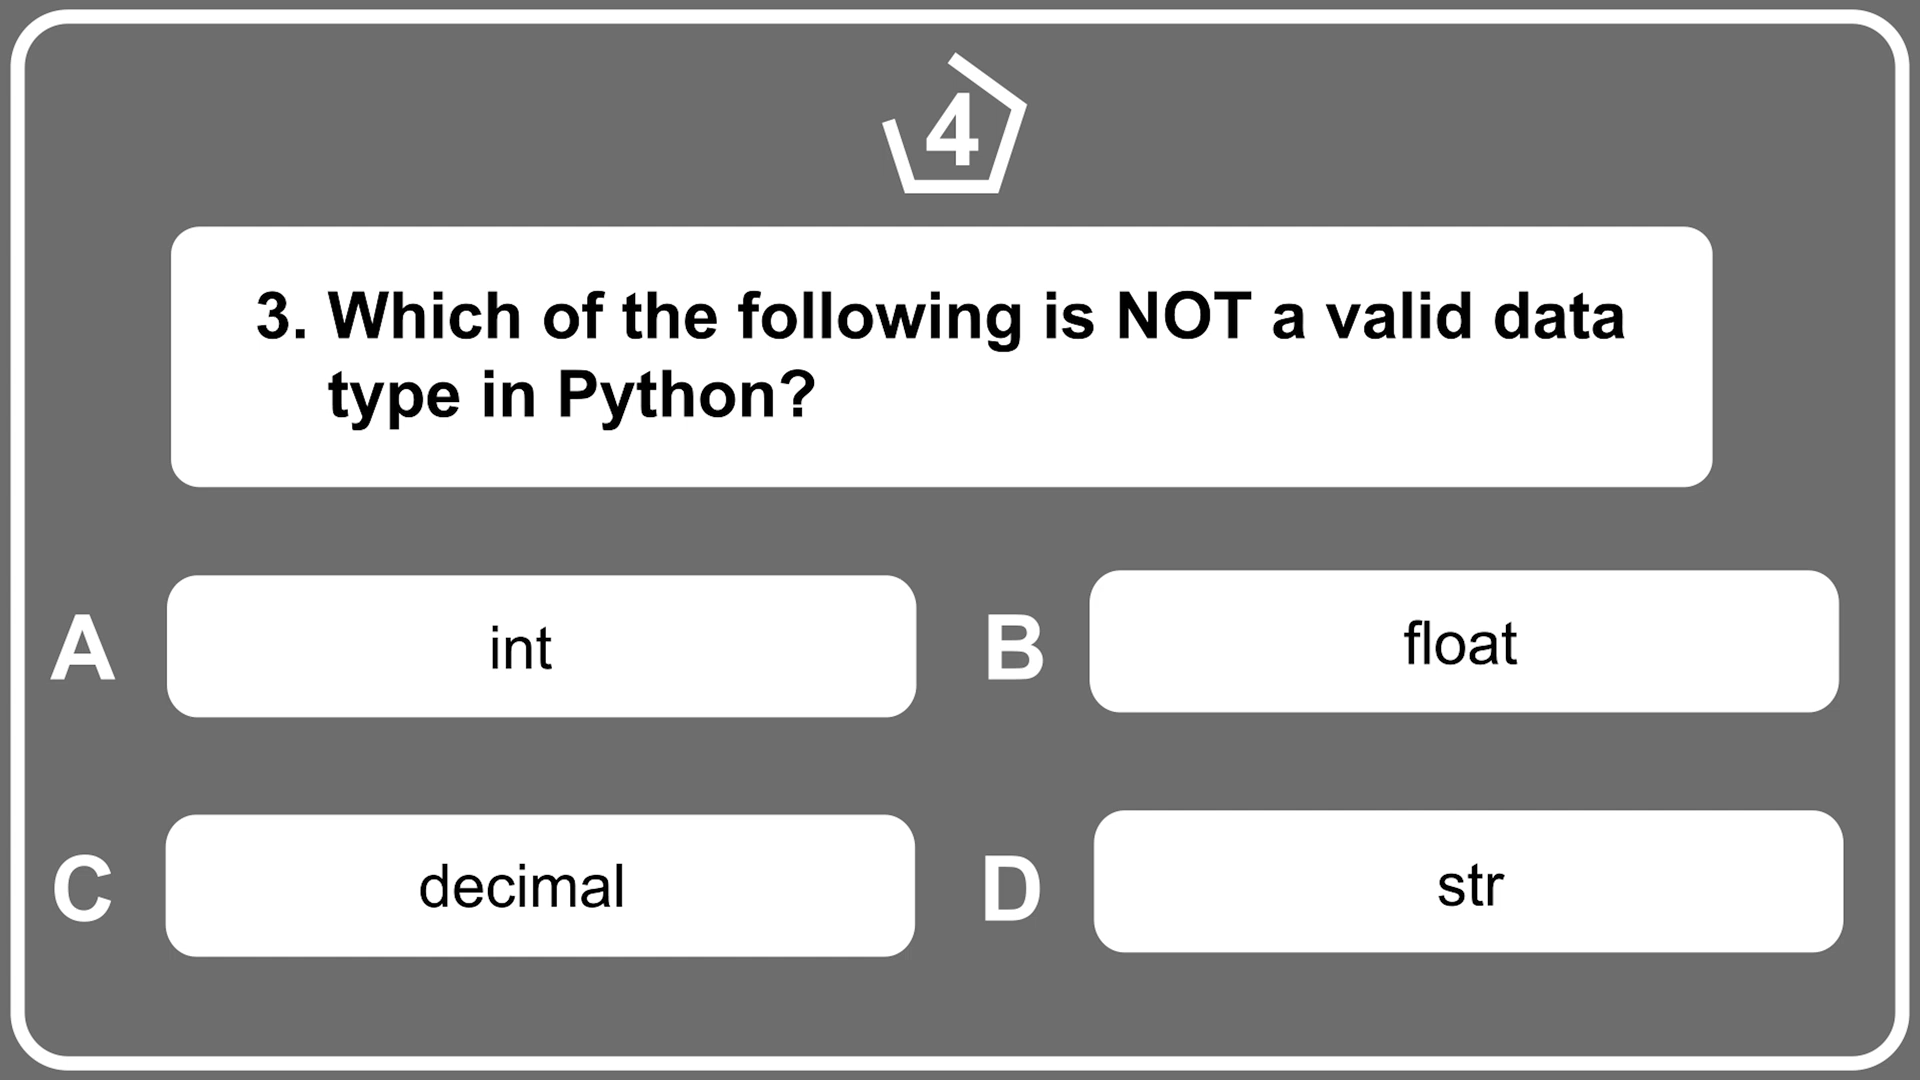 4
3. Which of the following is NOT a valid data
type in Python?
A int
B float
C decimal
D str